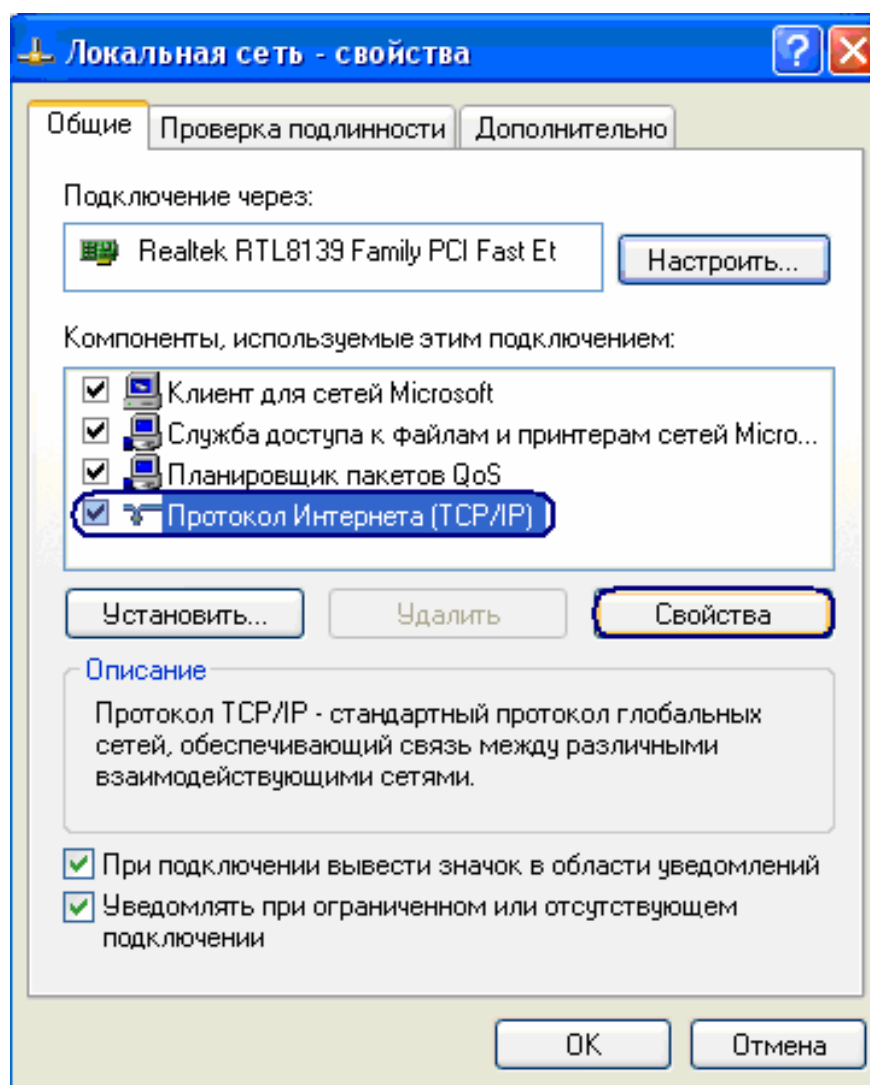 Локальная сеть - свойства
Общие
Проверка подлинности
Дополнительно
Подключение через:
Realtek RTL8139 Family PCI Fast Et
Настроить...
Компоненты, используемые этим подключением:
Клиент для сетей Microsoft
Служба доступа к файлам и принтерам сетей Micro...
Планировщик пакетов QoS
Протокол Интернета (TCP/IP)
Установить...
Удалить
Свойства
Описание
Протокол TCP/IP - стандартный протокол глобальных
сетей, обеспечивающий связь между различными
взаимодействующими сетями.
При подключении вывести значок в области уведомлений
Уведомлять при ограниченном или отсутствующем
подключении
OK
Отмена